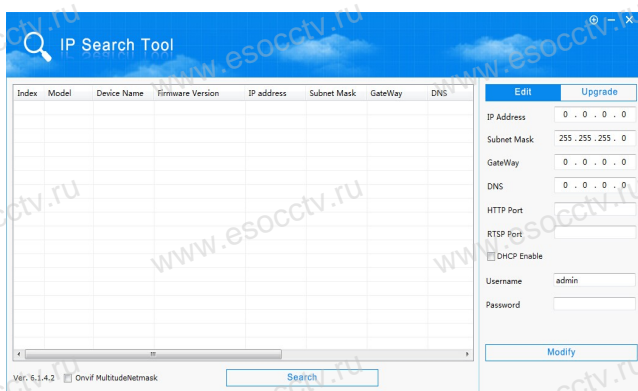 IP Search Tool
Index Model Device Name Firmware Version IP address Subnet Mask GateWay DNS
Edit Upgrade
IP Address 0 . 0 . 0 . 0
Subnet Mask 255 . 255 . 255 . 0
GateWay 0 . 0 . 0 . 0
DNS 0 . 0 . 0 . 0
HTTP Port
RTSP Port
DHCP Enable
Username admin
Password
Modify
Ver. 6.1.4.2 Onvif MultitudeNetmask Search
www.esocctv.ru